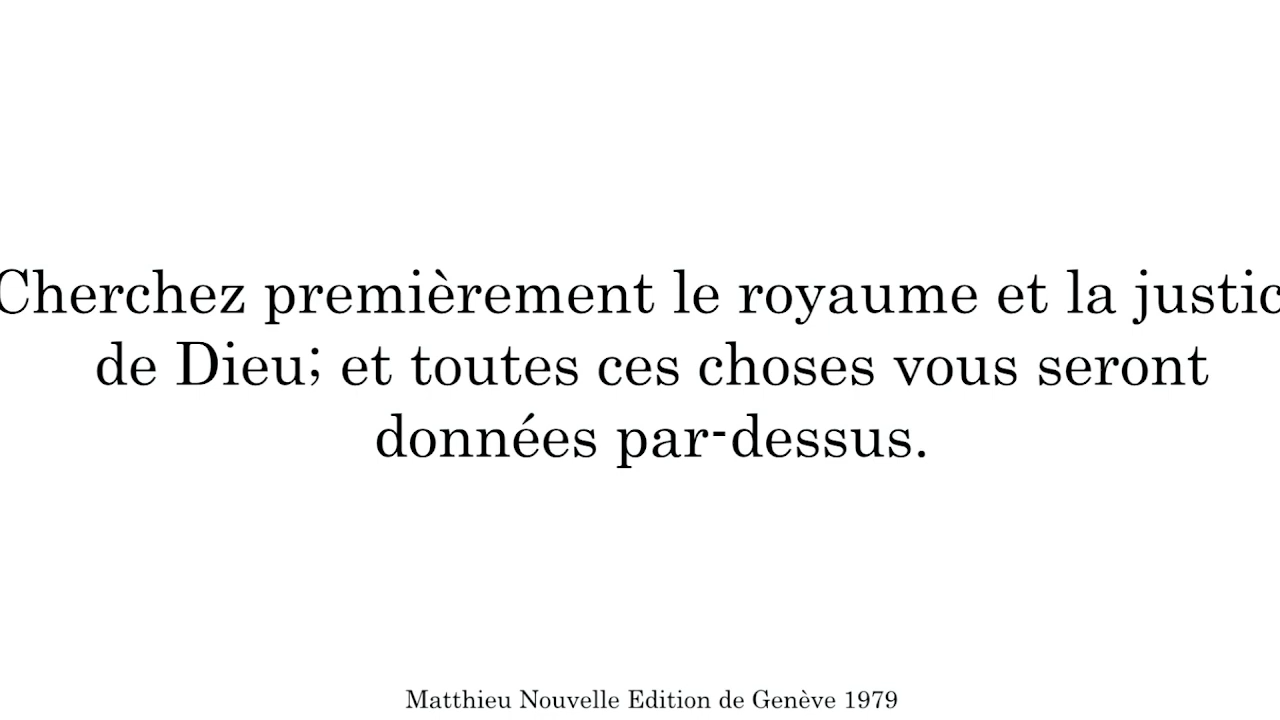 Cherchez premièrement le royaume et la justic
de Dieu; et toutes ces choses vous seront
données par-dessus.
Matthieu Nouvelle Edition de Genève 1979